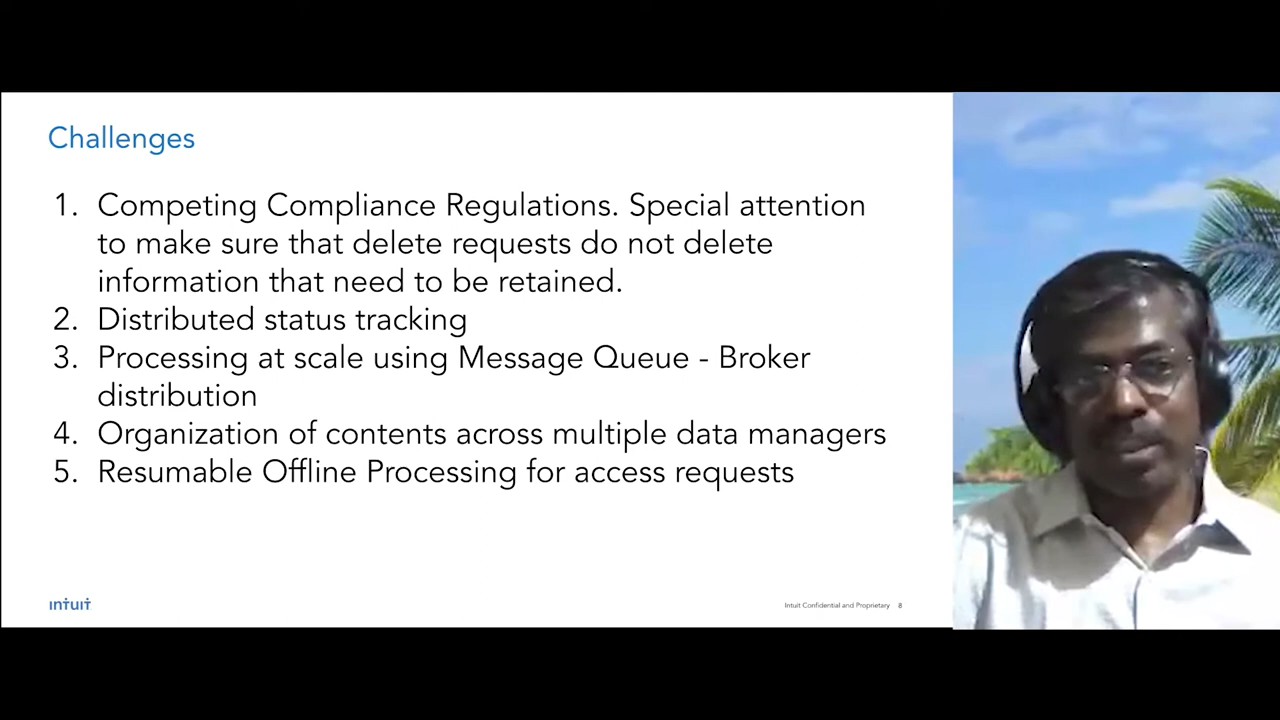 Challenges
1. Competing Compliance Regulations. Special attention
to make sure that delete requests do not delete
information that need to be retained.
2. Distributed status tracking
3. Processing at scale using Message Queue - Broker
distribution
4. Organization of contents across multiple data managers
5. Resumable Offline Processing for access requests
ıntuıt
Intuit Confidential and Proprietary 8